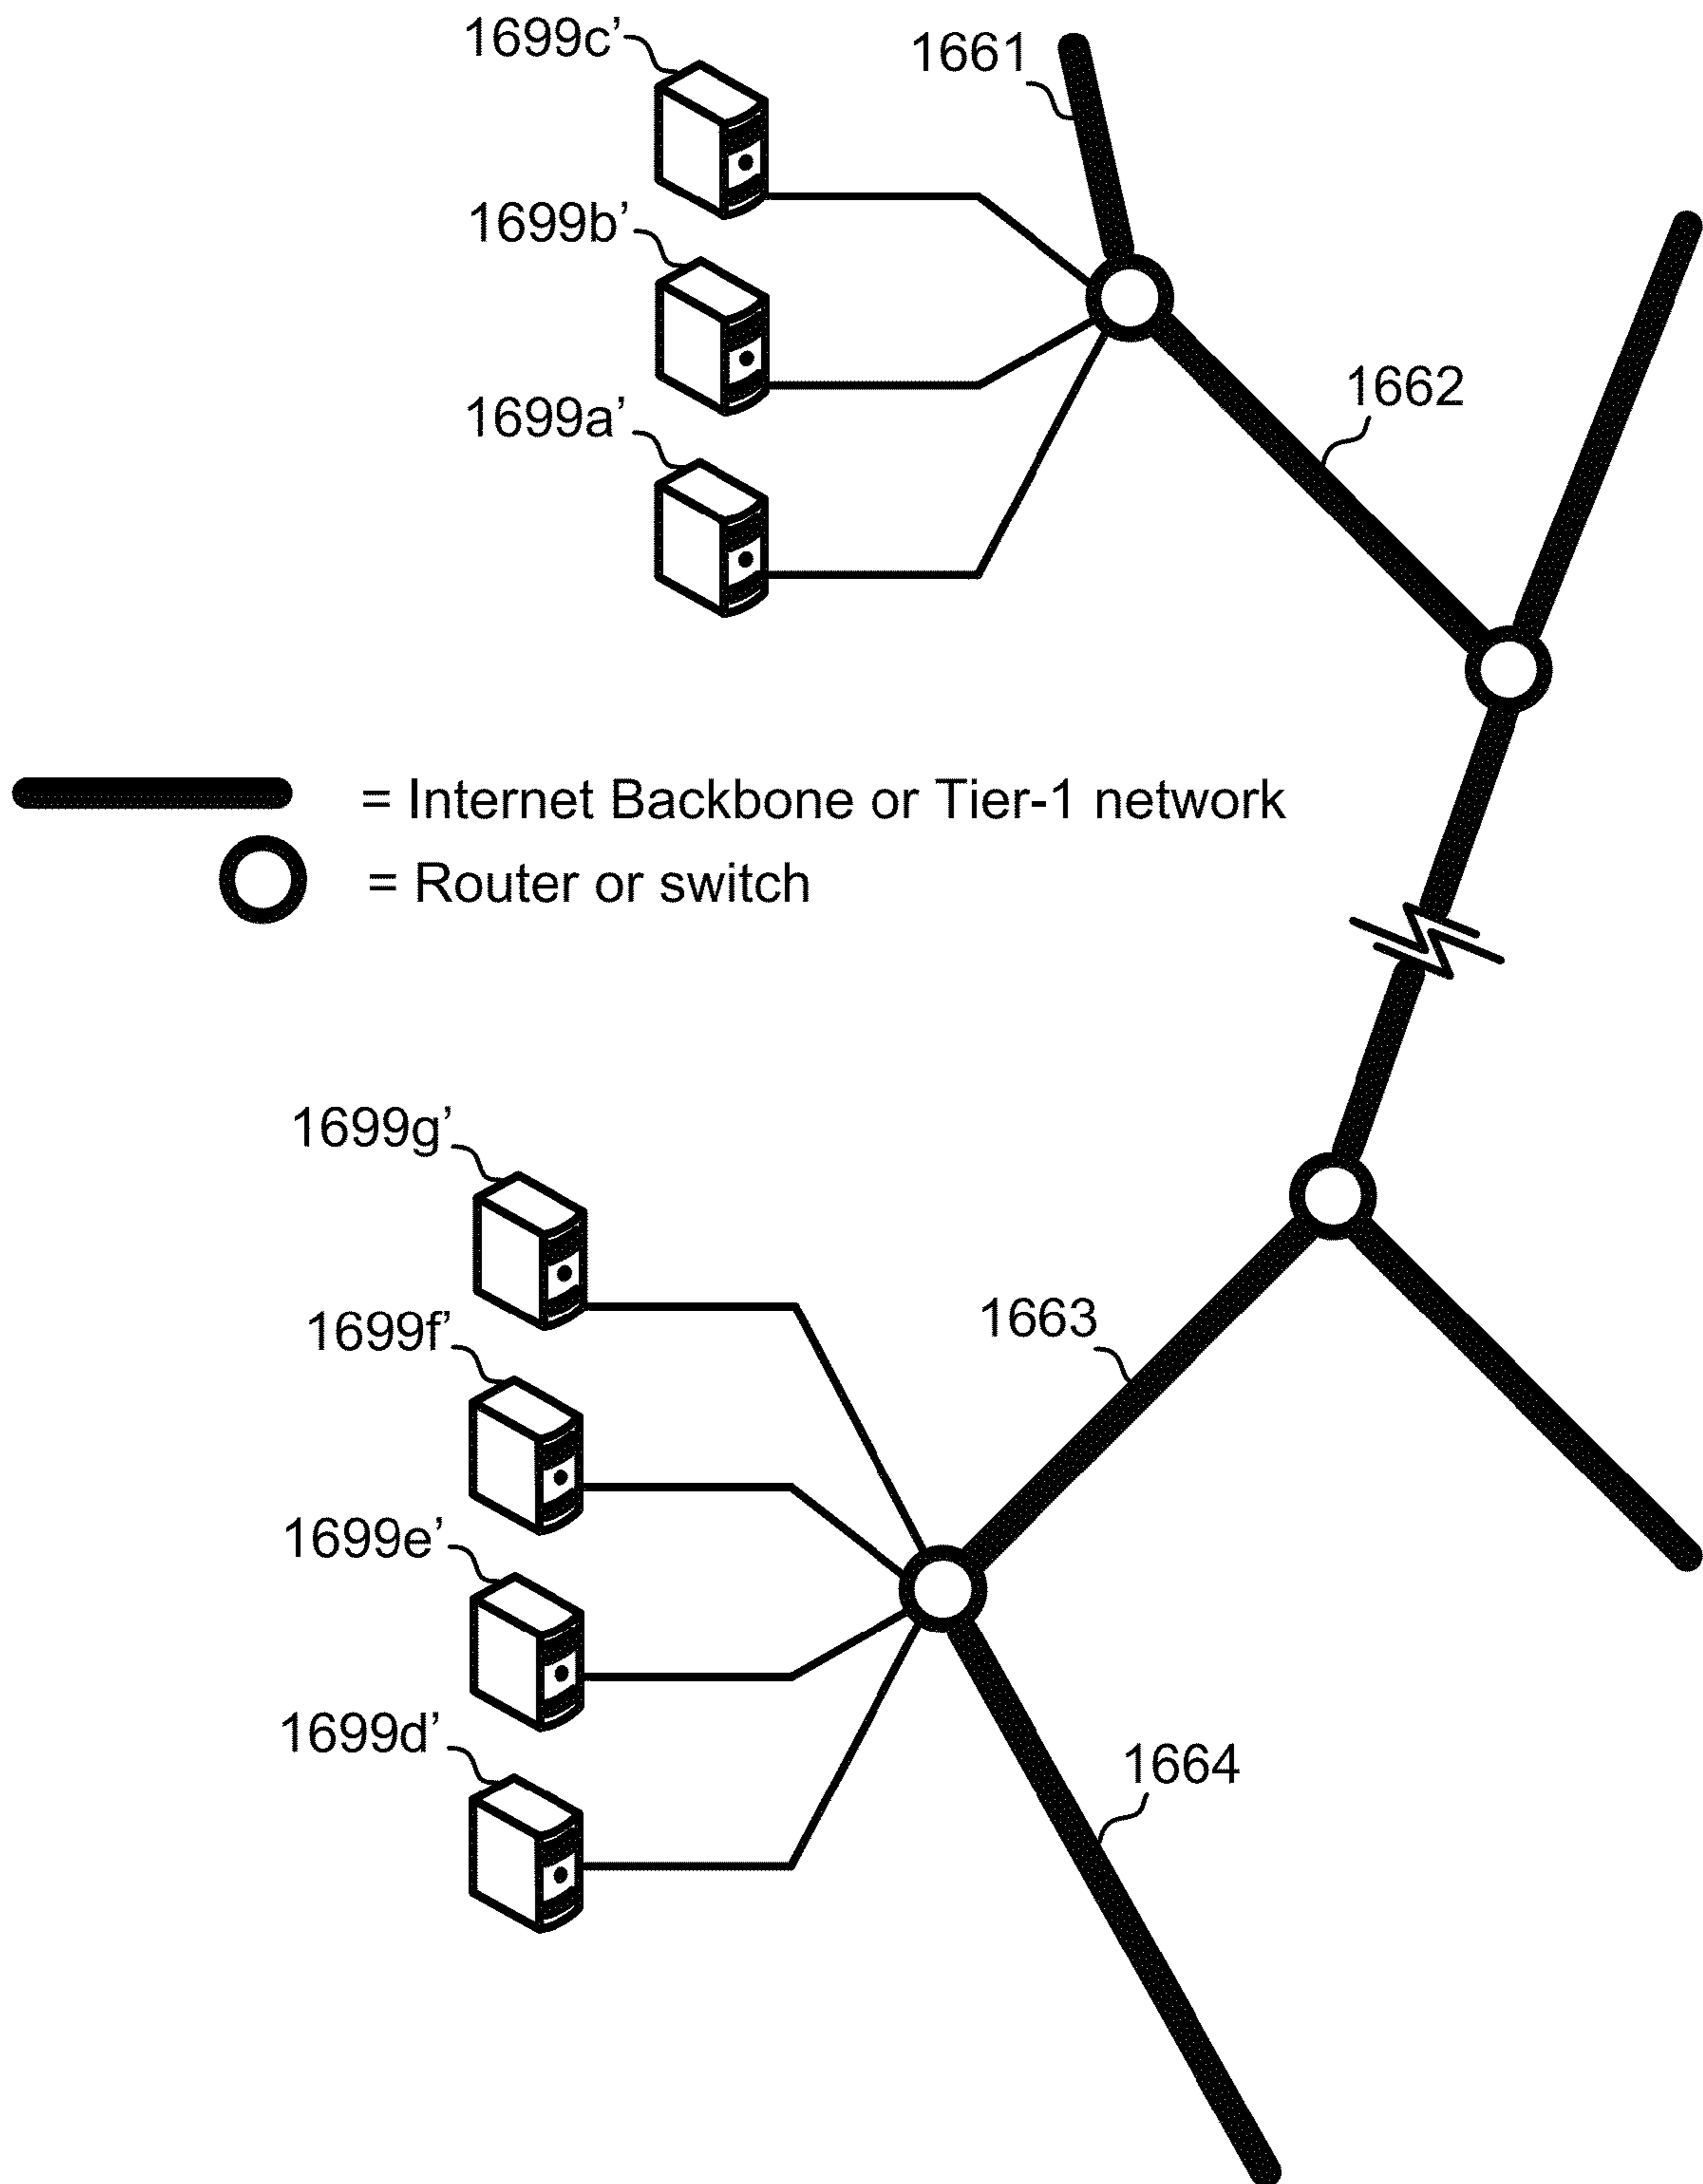 1699c’
1661
1699b’
1662
1699a’
= Internet Backbone or Tier-1 network
= Router or switch
1699g’
1663
1699f’
1699e’
1699d’
1664